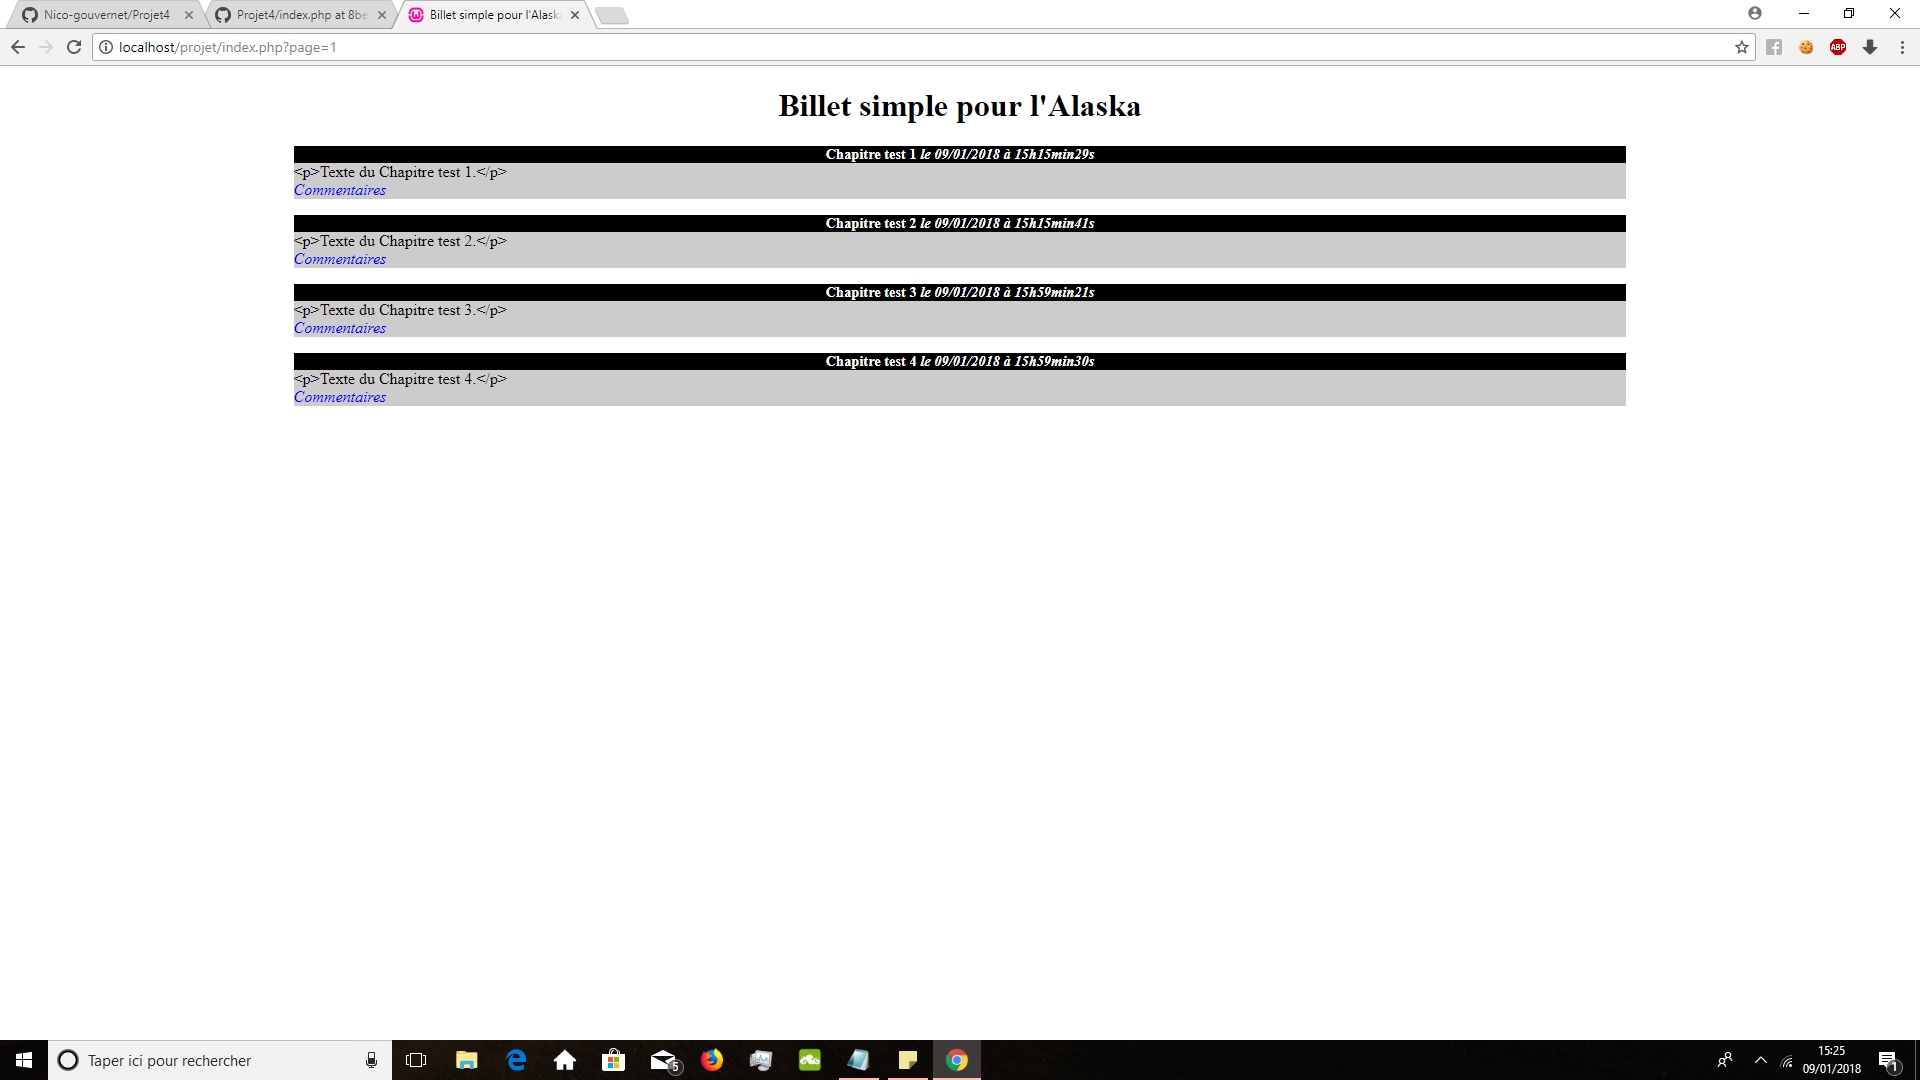 Nico-gouvernet/Projet4
Projet4/index.php at 8be
Billet simple pour l'Alask
localhost/projet/index.php?page=1
ABP
Billet simple pour l'Alaska
Chapitre test 1 le 09/01/2018 à 15h15min29s
<p>Texte du Chapitre test 1.</p>
Commentaires
Chapitre test 2 le 09/01/2018 à 15h15min41s
<p>Texte du Chapitre test 2.</p>
Commentaires
Chapitre test 3 le 09/01/2018 à 15h59min21s
<p>Texte du Chapitre test 3.</p>
Commentaires
Chapitre test 4 le 09/01/2018 à 15h59min30s
<p>Texte du Chapitre test 4.</p>
Commentaires
Taper ici pour rechercher
5
15:25
09/01/2018
1